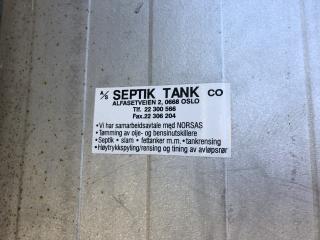 A/S SEPTIK TANK CO
ALFASETVEIEN 2, 0668 OSLO
Tlf. 22 300 566
Fax.22 306 204
•Vi har samarbeidsavtale med NORSAS
•Tømming av olje- og bensinutskillere
•Septik • slam • fettanker m.m. •tankrensing
•Høytrykkspyling/rensing og tining av avløpsrør